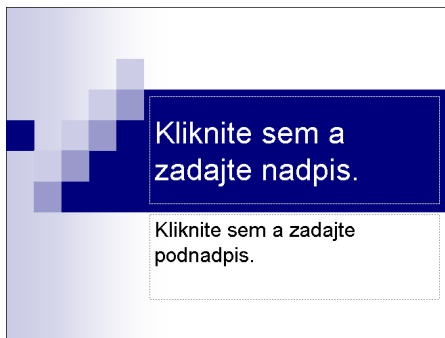 Kliknite sem a
zadajte nadpis.
Kliknite sem a zadajte
podnadpis.